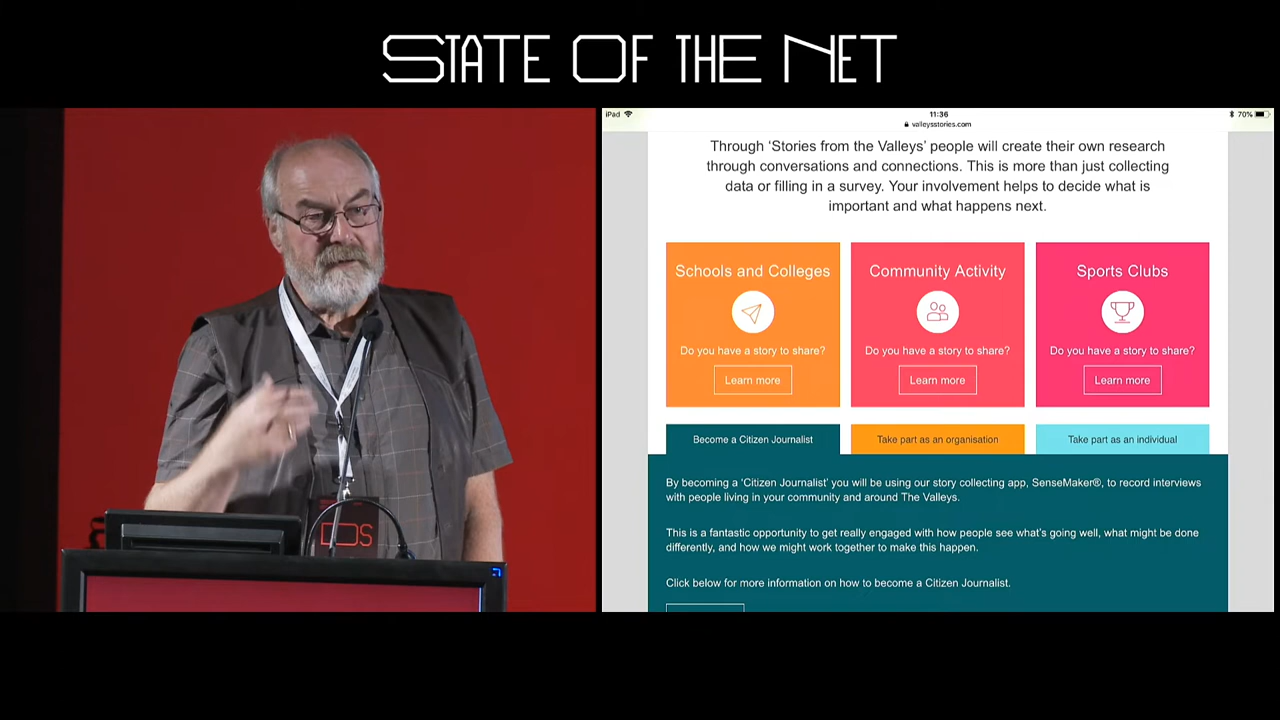 STATE OF THE NET
iPad
11:36
70%
valleysstories.com
Through ‘Stories from the Valleys’ people will create their own research
through conversations and connections. This is more than just collecting
data or filling in a survey. Your involvement helps to decide what is
important and what happens next.
Schools and Colleges
Do you have a story to share?
Learn more
Community Activity
Do you have a story to share?
Learn more
Sports Clubs
Do you have a story to share?
Learn more
Become a Citizen Journalist
Take part as an organisation
Take part as an individual
By becoming a ‘Citizen Journalist’ you will be using our story collecting app, SenseMaker®, to record interviews
with people living in your community and around The Valleys.
This is a fantastic opportunity to get really engaged with how people see what’s going well, what might be done
differently, and how we might work together to make this happen.
Click below for more information on how to become a Citizen Journalist.